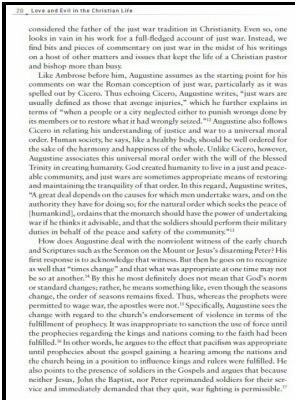 28 Love and Evil in the Christian Life
considered the father of the just war tradition in Christianity. Even so, one
looks in vain in his work for a full-fledged account of just war. Instead, we
find bits and pieces of commentary on just war in the midst of his writings
on a host of other matters and issues that kept the life of a Christian pastor
and bishop more than busy.
Like Ambrose before him, Augustine assumes as the starting point for his
comments on war the Roman conception of just war, particularly as it was
spelled out by Cicero. Thus echoing Cicero, Augustine writes, "just wars are
usually defined as those that avenge injuries," which he further explains in
terms of "when a people or a city neglected either to punish wrongs done by
its members or to restore what it had wrongly seized."¹² Augustine also follows
Cicero in relating his understanding of justice and war to a universal moral
order. Human society, he says, like a healthy body, should be well ordered for
the sake of the harmony and happiness of the whole. Unlike Cicero, however,
Augustine associates this universal moral order with the will of the blessed
Trinity in creating humanity. God created humanity to live in a just and peace-
able community, and just wars are sometimes appropriate means of restoring
and maintaining the tranquility of that order. In this regard, Augustine writes,
"A great deal depends on the causes for which men undertake wars, and on the
authority they have for doing so; for the natural order which seeks the peace of
[humankind], ordains that the monarch should have the power of undertaking
war if he thinks it advisable, and that the soldiers should perform their military
duties in behalf of the peace and safety of the community."¹³
How does Augustine deal with the nonviolent witness of the early church
and Scriptures such as the Sermon on the Mount or Jesus's disarming Peter? His
first response is to acknowledge that witness. But then he goes on to recognize
as well that "times change" and that what was appropriate at one time may not
be so at another.¹⁴ By this he most definitely does not mean that God's norm
or standard changes; rather, he means something like, even though the seasons
change, the order of seasons remains fixed. Thus, whereas the prophets were
permitted to wage war, the apostles were not.¹⁵ Specifically, Augustine sees the
change with regard to the church's endorsement of violence in terms of the
fulfillment of prophecy. It was inappropriate to sanction the use of force until
the prophecies regarding the kings and nations coming to the faith had been
fulfilled.¹⁶ In other words, he argues to the effect that pacifism was appropriate
until prophecies about the gospel gaining a hearing among the nations and
the church being in a position to influence kings and rulers were fulfilled. He
also points to the presence of soldiers in the Gospels and argues that because
neither Jesus, John the Baptist, nor Peter reprimanded soldiers for their ser-
vice and immediately demanded that they quit, war fighting is permissible.¹⁷